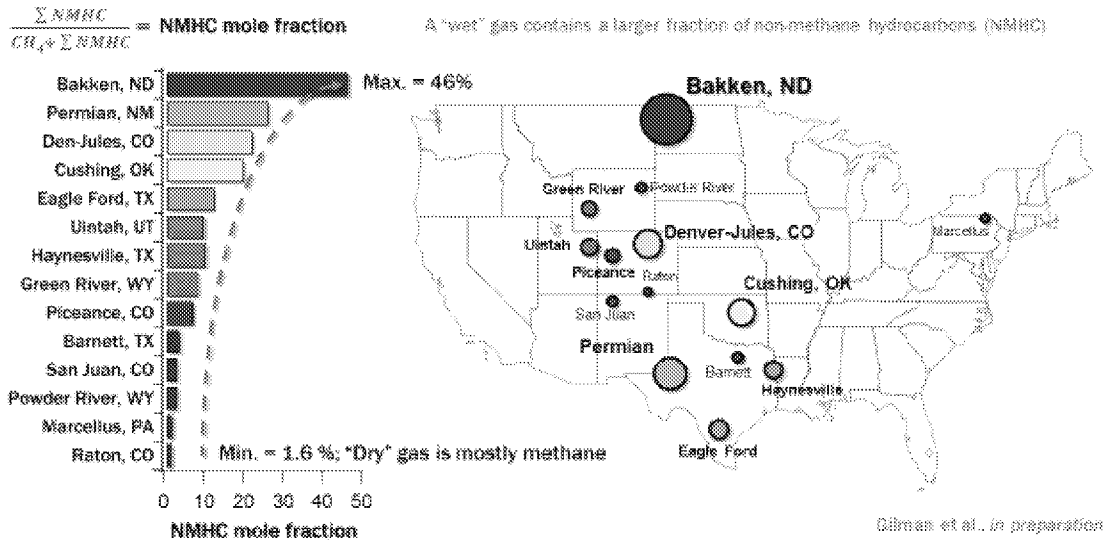 ∑ NMHC
CH₄+ ∑ NMHC
= NMHC mole fraction
A "wet" gas contains a larger fraction of non-methane hydrocarbons (NMHC)
Bakken, ND
Permian, NM
Den-Jules, CO
Cushing, OK
Eagle Ford, TX
Uintah, UT
Haynesville, TX
Green River, WY
Piceance, CO
Barnett, TX
San Juan, CO
Powder River, WY
Marcellus, PA
Raton, CO
Max. = 46%
Min. = 1.6 %; "Dry" gas is mostly methane
0 10 20 30 40 50
NMHC mole fraction
Bakken, ND
Green River
Powder River
Marcellus
Uintah
Denver-Jules, CO
Piceance
Raton
Cushing, OK
San Juan
Permian
Barnett
Haynesville
Eagle Ford
Gilman et al., in preparation